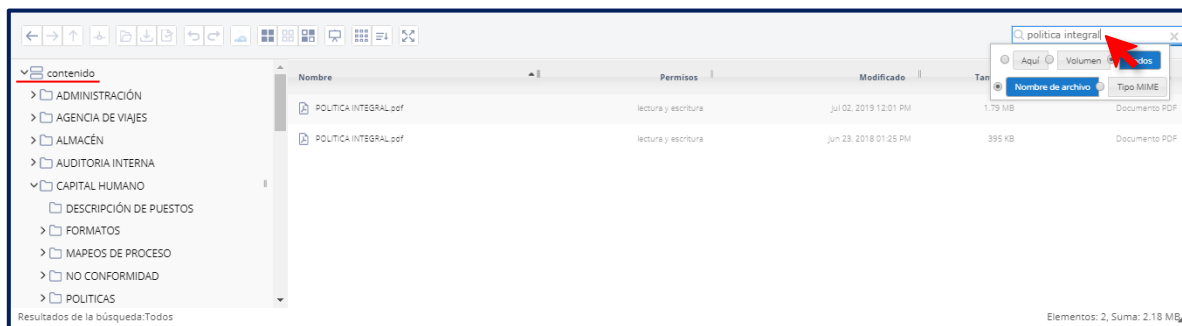 politica integral
Aquí Volumen
Nombre de archivo Tipo MIME
contenido
Nombre Permisos Modificado
ADMINISTRACIÓN
POLITICA INTEGRAL.pdf lectura y escritura Jul 02, 2019 12:01 PM 1.79 MB Documento PDF
AGENCIA DE VIAJES
ALMACÉN
POLITICA INTEGRAL.pdf lectura y escritura Jun 23, 2018 01:25 PM 395 KB Documento PDF
AUDITORIA INTERNA
CAPITAL HUMANO
DESCRIPCIÓN DE PUESTOS
FORMATOS
MAPEOS DE PROCESO
NO CONFORMIDAD
POLITICAS
Resultados de la búsqueda:Todos Elementos: 2, Suma: 2.18 MB